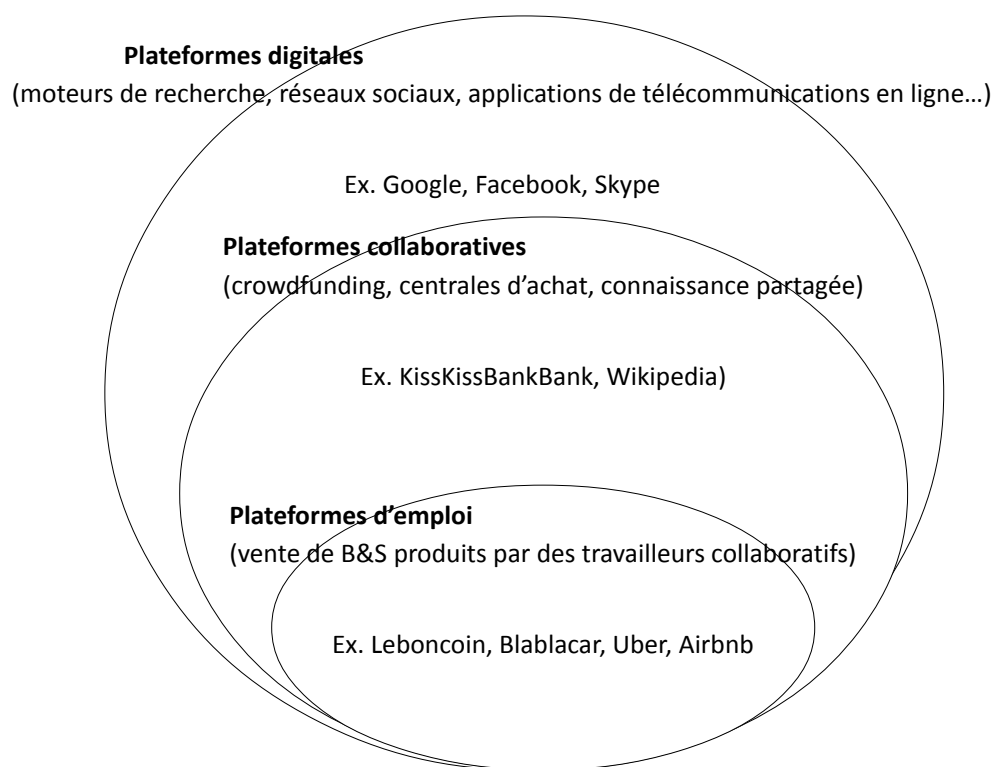 Plateformes digitales
(moteurs de recherche, réseaux sociaux, applications de télécommunications en ligne…)
Ex. Google, Facebook, Skype
Plateformes collaboratives
(crowdfunding, centrales d’achat, connaissance partagée)
Ex. KissKissBankBank, Wikipedia)
Plateformes d’emploi
(vente de B&S produits par des travailleurs collaboratifs)
Ex. Leboncoin, Blablacar, Uber, Airbnb